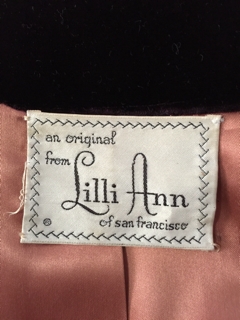 an original
from
Lilli Ann
of san francisco
®